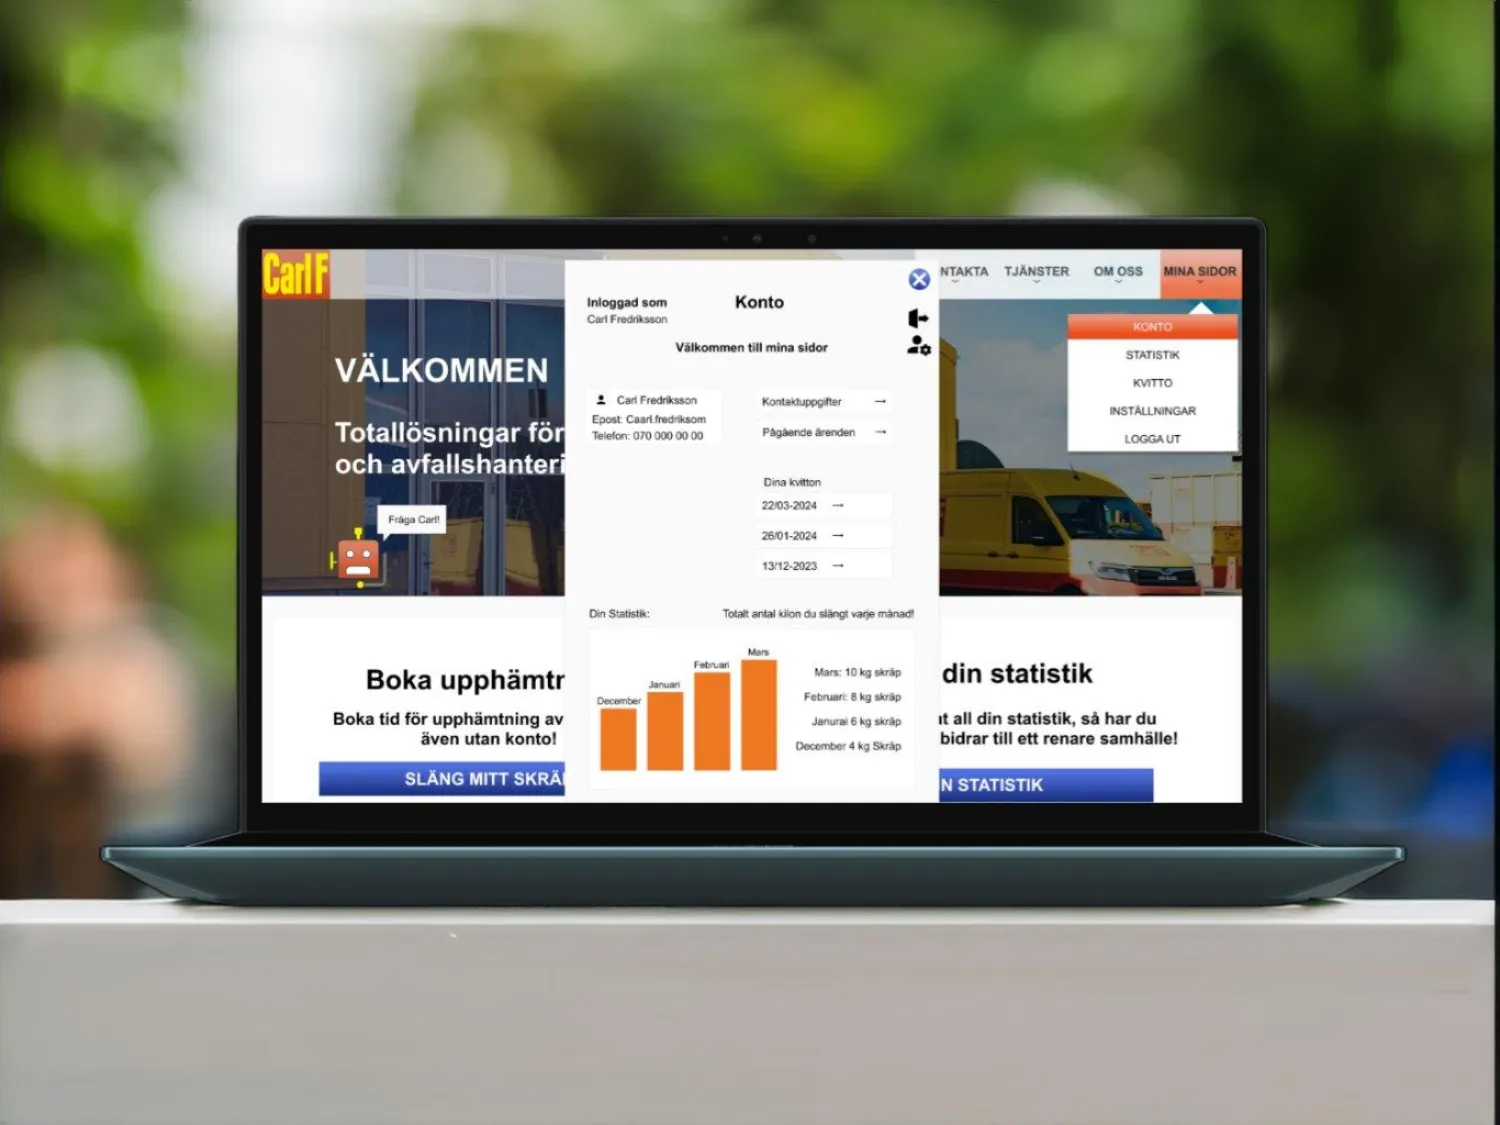 Carl F
NTAKTA
TJÄNSTER
OM OSS
MINA SIDOR
KONTO
STATISTIK
KVITTO
INSTÄLLNINGAR
LOGGA UT
VÄLKOMMEN
Totallösningar för
och avfallshanteri
Fråga Carl!
Inloggad som
Carl Fredriksson
Konto
Välkommen till mina sidor
Carl Fredriksson
Epost: Caarl.fredriksom
Telefon: 070 000 00 00
Kontaktuppgifter →
Pågående ärenden →
Dina kvitton
22/03-2024 →
26/01-2024 →
13/12-2023 →
Din Statistik:
Totalt antal kilon du slängt varje månad!
December
Januari
Februari
Mars
Mars: 10 kg skräp
Februari: 8 kg skräp
Janurai 6 kg skräp
December 4 kg Skräp
Boka upphämtn
Boka tid för upphämtning av
även utan konto!
SLÄNG MITT SKRÄ
din statistik
at all din statistik, så har du
bidrar till ett renare samhälle!
N STATISTIK